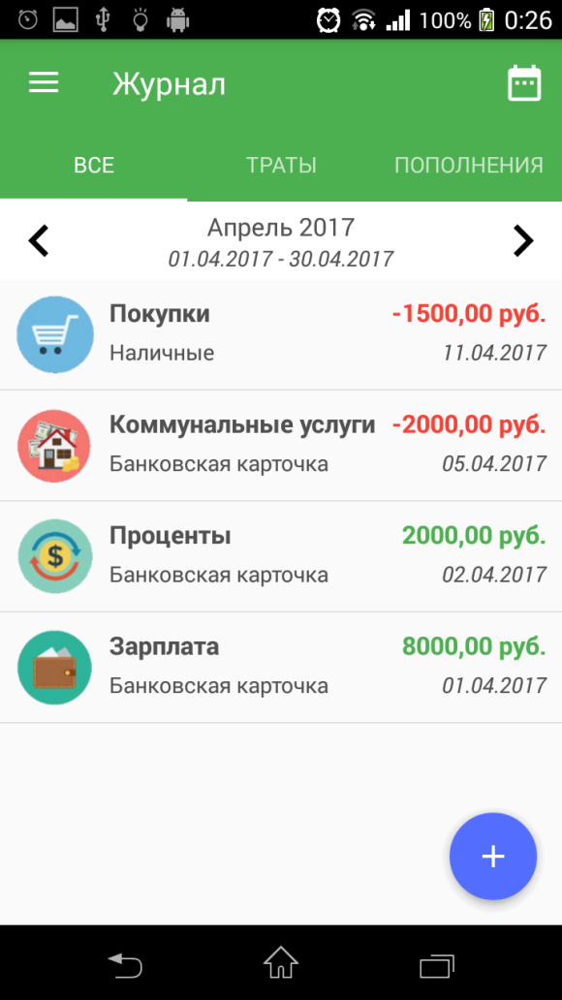 100% 0:26
Журнал
ВСЕ ТРАТЫ ПОПОЛНЕНИЯ
Апрель 2017
01.04.2017 - 30.04.2017
Покупки -1500,00 руб.
Наличные 11.04.2017
Коммунальные услуги -2000,00 руб.
Банковская карточка 05.04.2017
Проценты 2000,00 руб.
Банковская карточка 02.04.2017
Зарплата 8000,00 руб.
Банковская карточка 01.04.2017